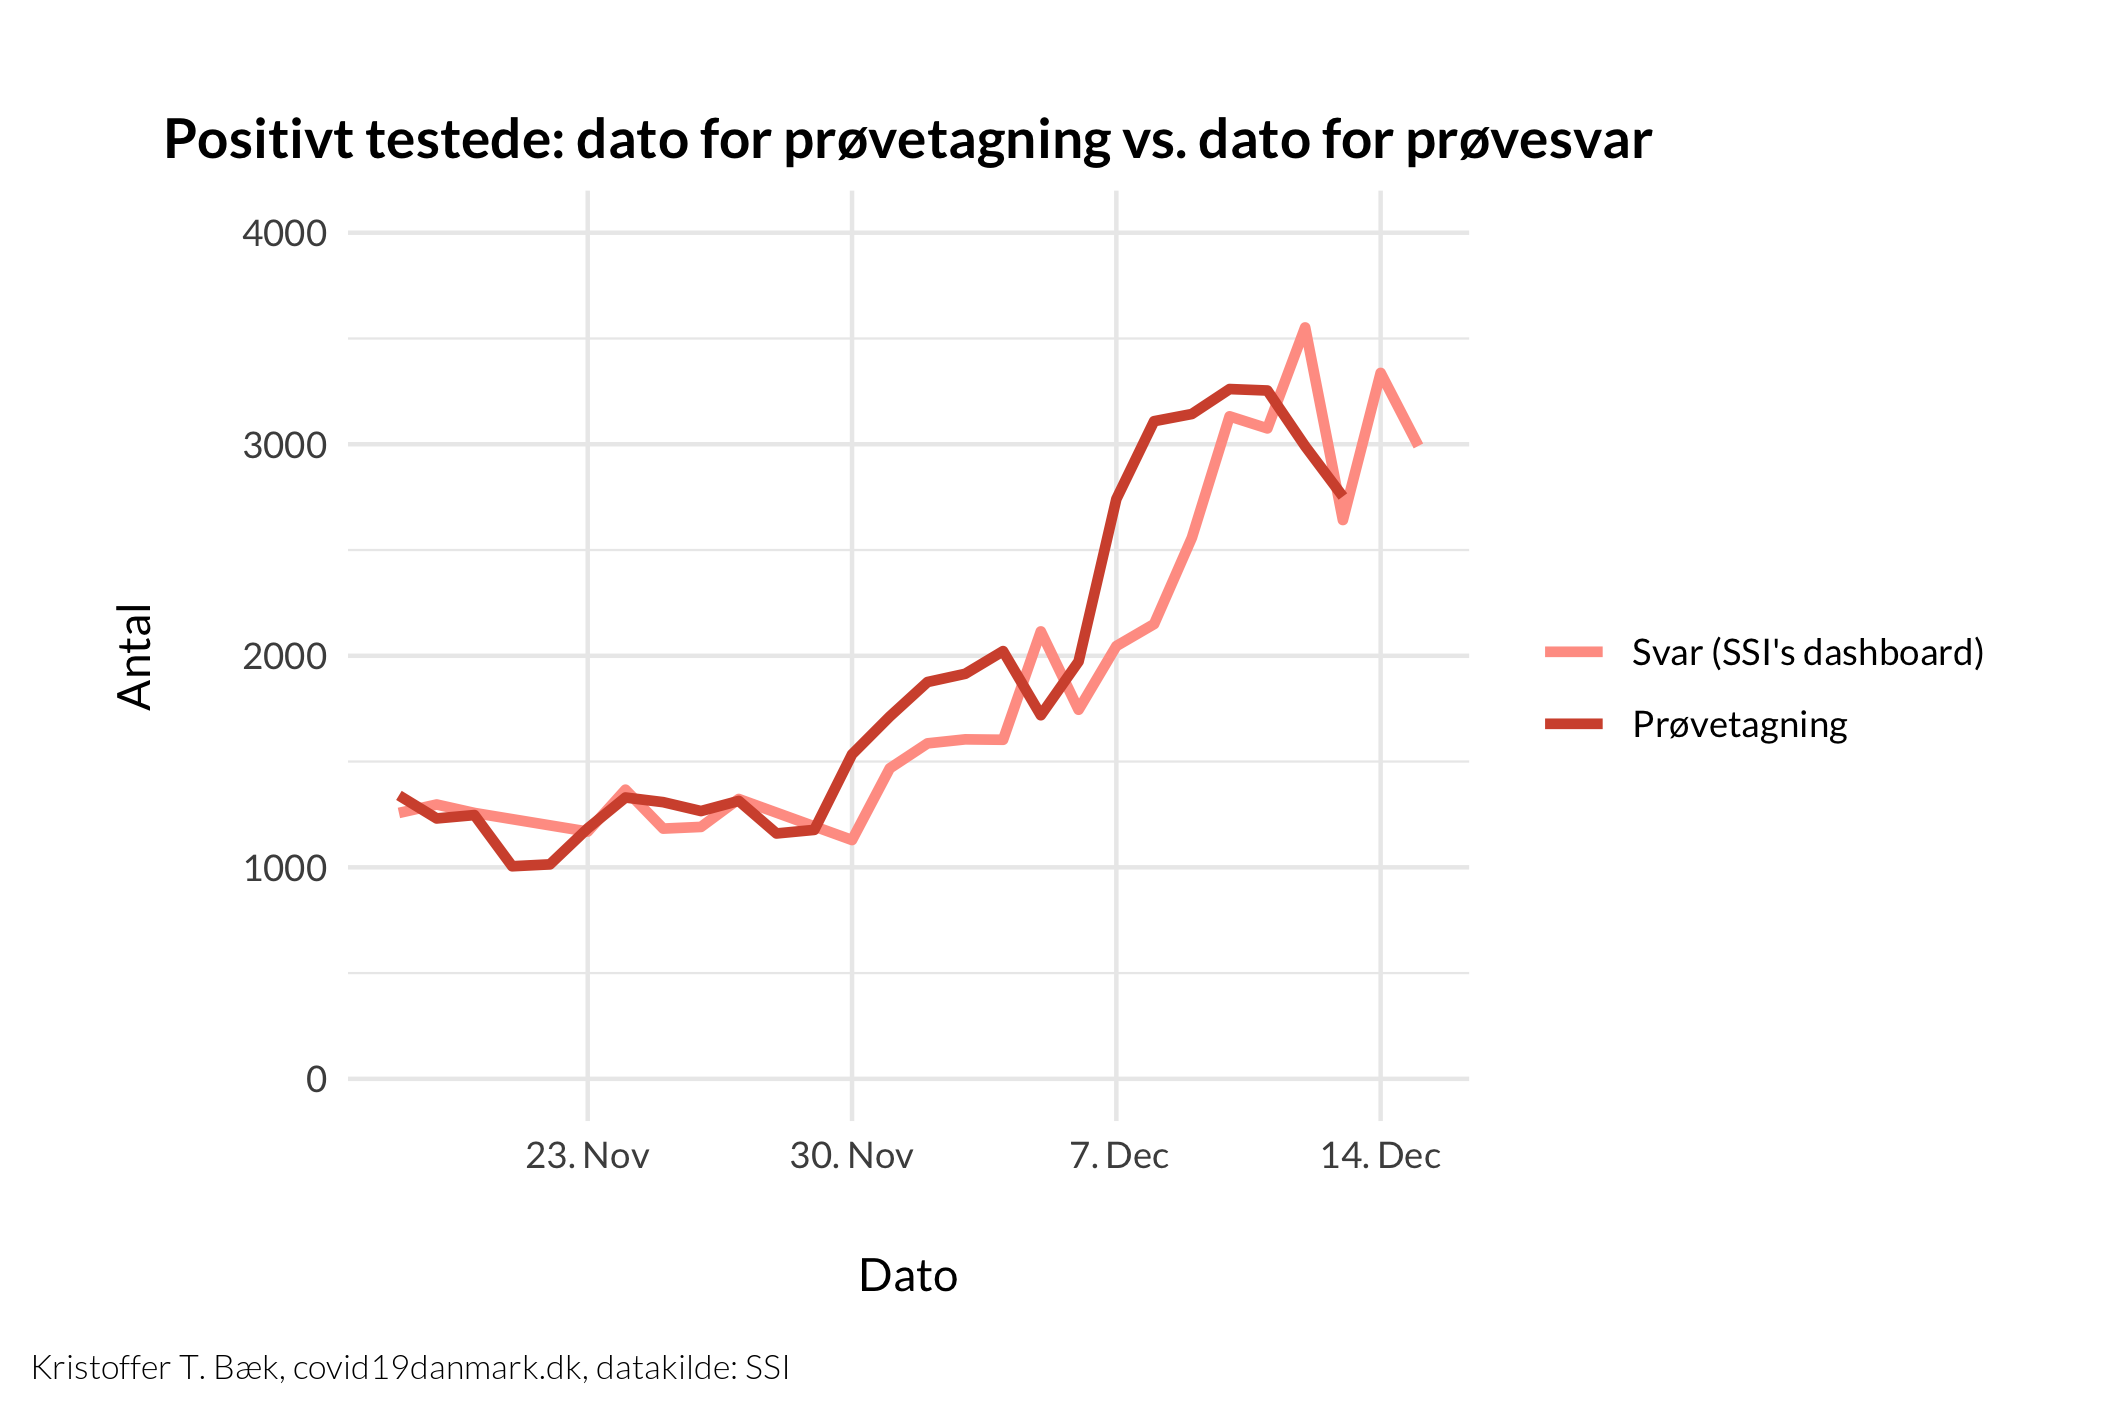 Positivt testede: dato for prøvetagning vs. dato for prøvesvar
4000
3000
2000
1000
0
Antal
23. Nov
30. Nov
7. Dec
14. Dec
Dato
Svar (SSI's dashboard)
Prøvetagning
Kristoffer T. Bæk, covid19danmark.dk, datakilde: SSI